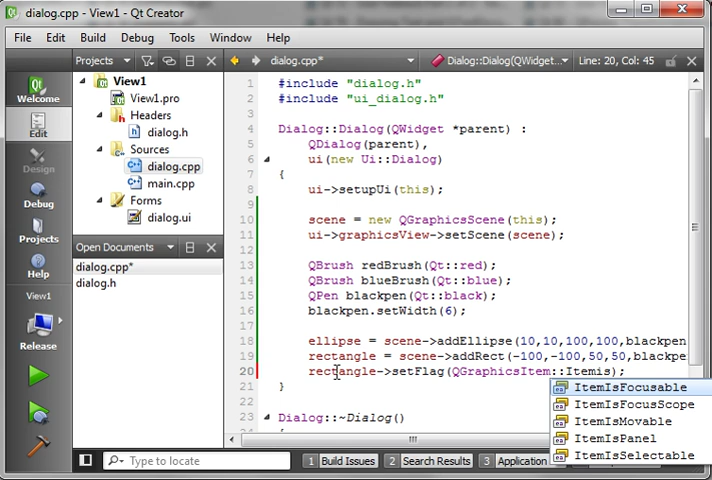 dialog.cpp - View1 - Qt Creator
File Edit Build Debug Tools Window Help
Projects
dialog.cpp*
Dialog::Dialog(QWidget...
Line: 20, Col: 45
Welcome
Edit
Design
Debug
Projects
Help
View1
Release
View1
View1.pro
Headers
dialog.h
Sources
dialog.cpp
main.cpp
Forms
dialog.ui
Open Documents
dialog.cpp*
dialog.h
1 #include "dialog.h"
2 #include "ui_dialog.h"
3
4 Dialog::Dialog(QWidget *parent) :
5 QDialog(parent),
6 ui(new Ui::Dialog)
7 {
8 ui->setupUi(this);
9
10 scene = new QGraphicsScene(this);
11 ui->graphicsView->setScene(scene);
12
13 QBrush redBrush(Qt::red);
14 QBrush blueBrush(Qt::blue);
15 QPen blackpen(Qt::black);
16 blackpen.setWidth(6);
17
18 ellipse = scene->addEllipse(10,10,100,100,blackpen
19 rectangle = scene->addRect(-100,-100,50,50,blackpe
20 rectangle->setFlag(QGraphicsItem::Itemis);
21 }
22
23 Dialog::~Dialog()
ItemIsFocusable
ItemIsFocusScope
ItemIsMovable
ItemIsPanel
ItemIsSelectable
Type to locate
1 Build Issues
2 Search Results
3 Application